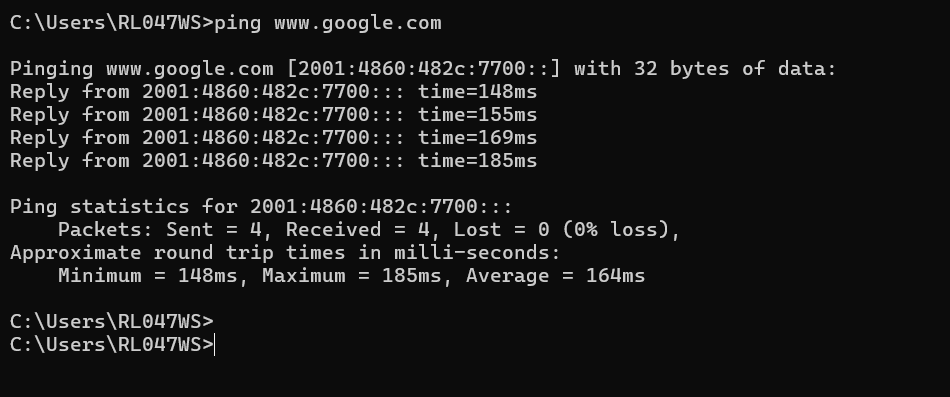 C:\Users\RL047WS>ping www.google.com
Pinging www.google.com [2001:4860:482c:7700::] with 32 bytes of data:
Reply from 2001:4860:482c:7700::: time=148ms
Reply from 2001:4860:482c:7700::: time=155ms
Reply from 2001:4860:482c:7700::: time=169ms
Reply from 2001:4860:482c:7700::: time=185ms
Ping statistics for 2001:4860:482c:7700:::
    Packets: Sent = 4, Received = 4, Lost = 0 (0% loss),
Approximate round trip times in milli-seconds:
    Minimum = 148ms, Maximum = 185ms, Average = 164ms
C:\Users\RL047WS>
C:\Users\RL047WS>